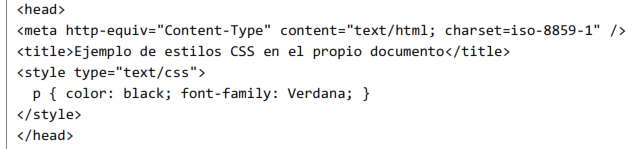 <head>
<meta http-equiv="Content-Type" content="text/html; charset=iso-8859-1" />
<title>Ejemplo de estilos CSS en el propio documento</title>
<style type="text/css">
  p { color: black; font-family: Verdana; }
</style>
</head>